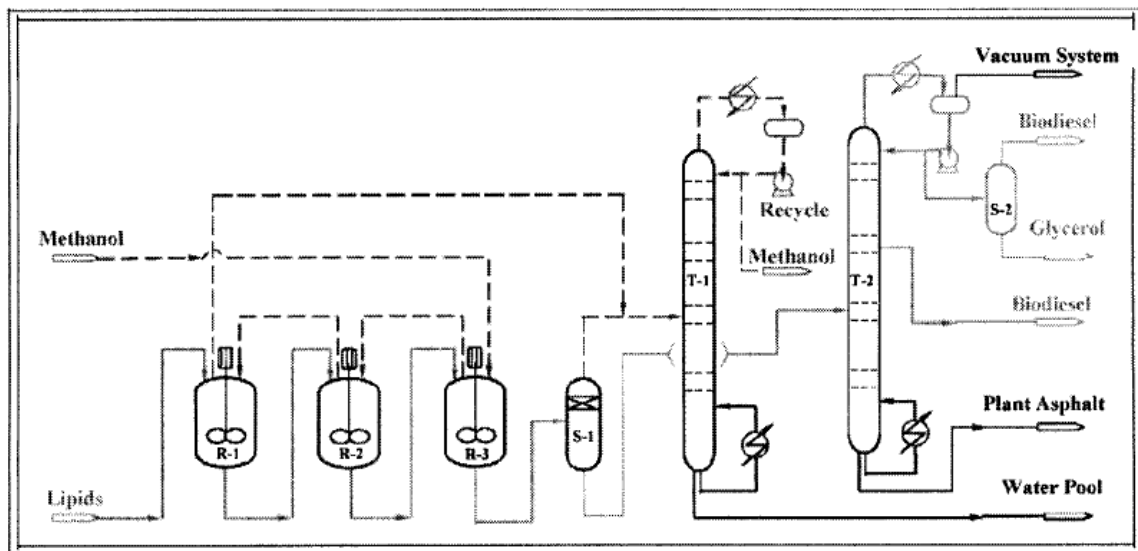 Vacuum System
Biodiesel
S-2
Recycle
Glycerol
Methanol
Methanol
T-1
T-2
Biodiesel
R-1
R-2
R-3
S-1
Plant Asphalt
Lipids
Water Pool